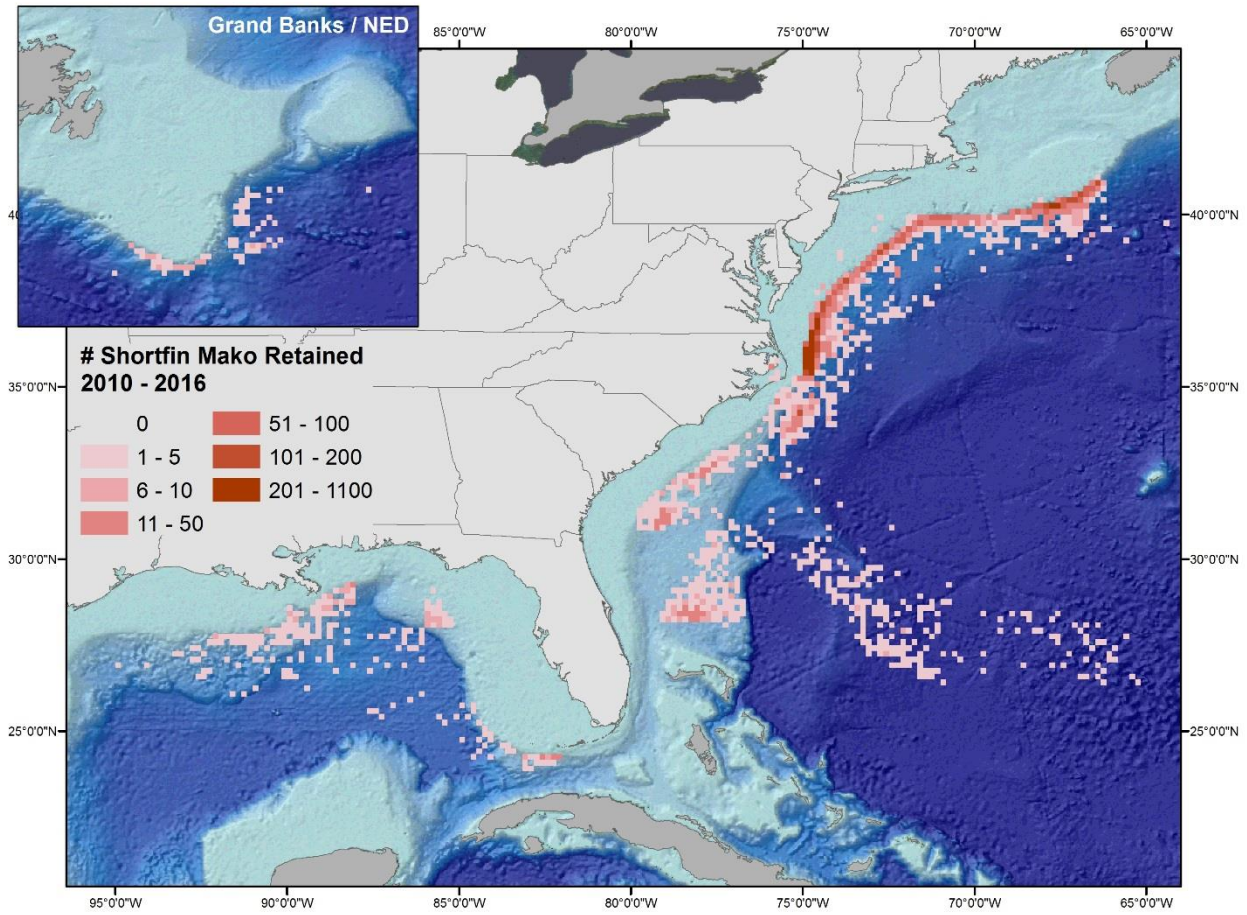 Grand Banks / NED
85°0'0"W 80°0'0"W 75°0'0"W 70°0'0"W 65°0'0"W
40°0'0"N
# Shortfin Mako Retained
2010 - 2016
0
1 - 5
6 - 10
11 - 50
51 - 100
101 - 200
201 - 1100
35°0'0"N 35°0'0"N
30°0'0"N 30°0'0"N
25°0'0"N 25°0'0"N
95°0'0"W 90°0'0"W 85°0'0"W 80°0'0"W 75°0'0"W 70°0'0"W 65°0'0"W